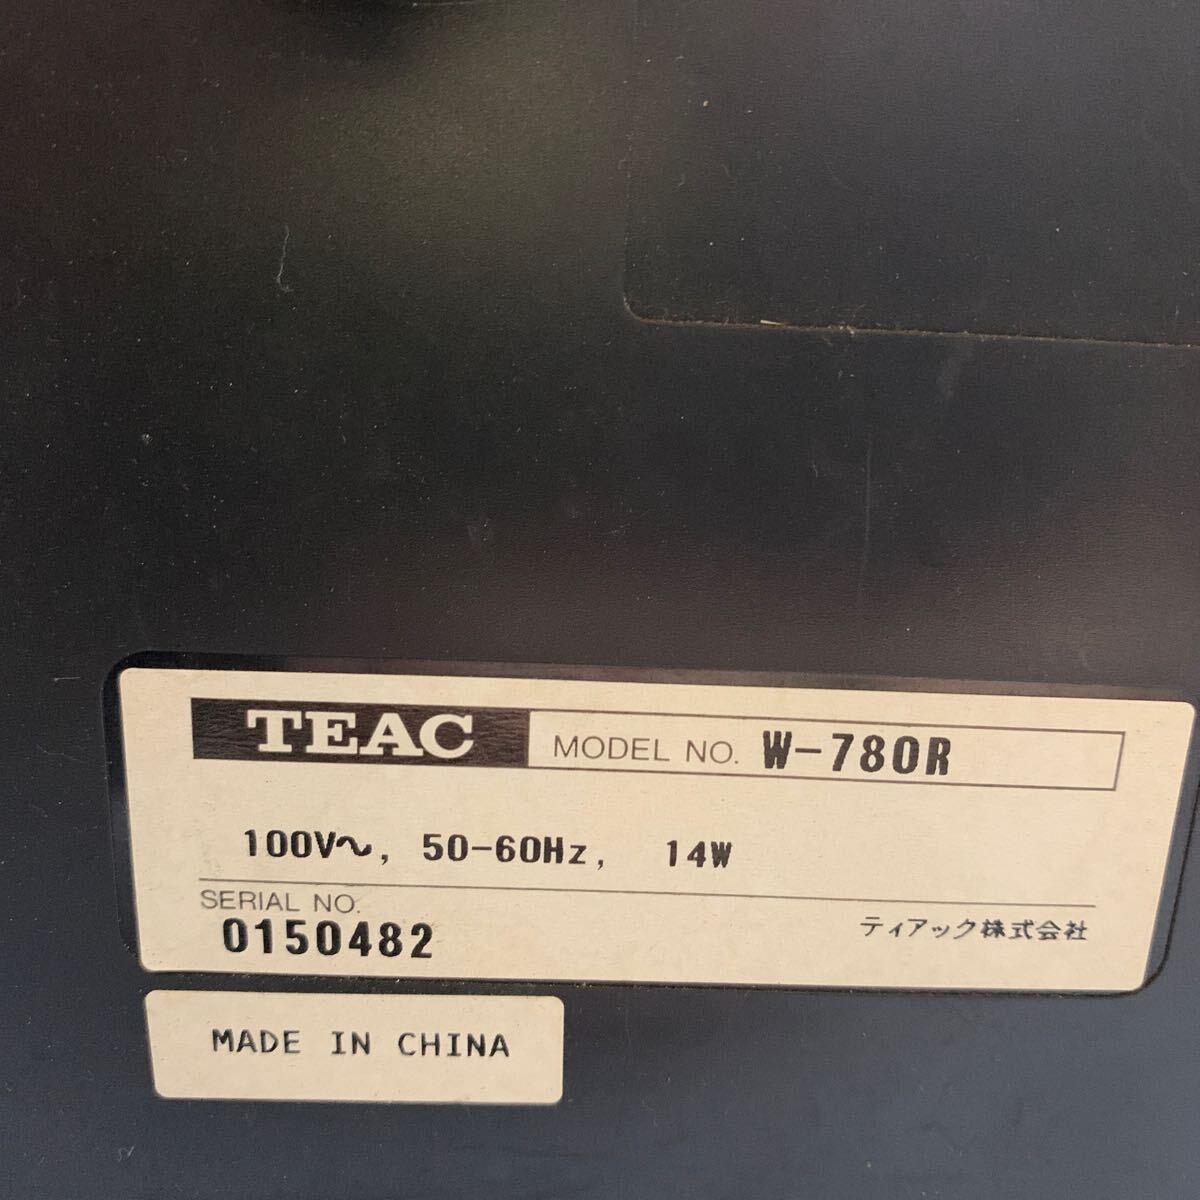 TEAC MODEL NO. W-780R
100V～, 50-60Hz, 14W
SERIAL NO.
0150482
ティアック株式会社
MADE IN CHINA